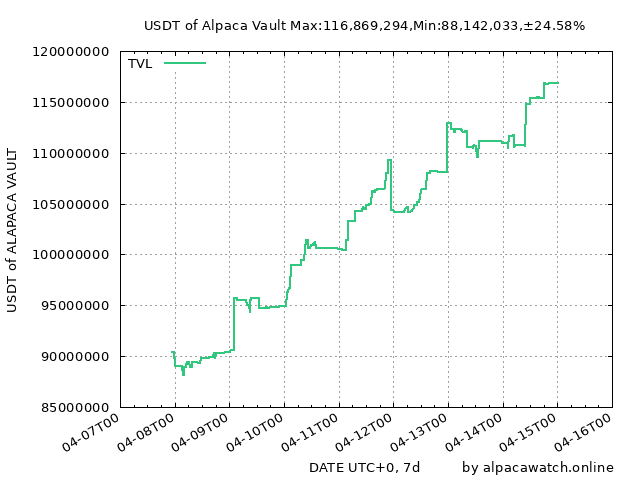 USDT of Alpaca Vault Max:116,869,294,Min:88,142,033,±24.58%
TVL
120000000
115000000
110000000
105000000
100000000
95000000
90000000
85000000
USDT of ALAPACA VAULT
04-07T00
04-08T00
04-09T00
04-10T00
04-11T00
04-12T00
04-13T00
04-14T00
04-15T00
04-16T00
DATE UTC+0, 7d
by alpacawatch.online